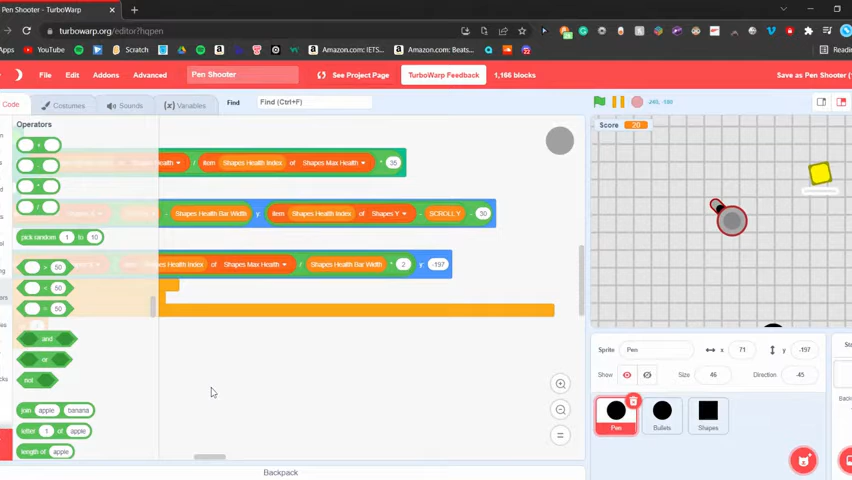 Pen Shooter
TurboWarp
turbowarp.org/editor?hqpen
Apps YouTube Scratch Amazon.com: IETS... Amazon.com: Beats... Reading
File Edit Addons Advanced Pen Shooter See Project Page TurboWarp Feedback 1,166 blocks Save as Pen Shooter (
Code Costumes Sounds (x) Variables Find Find (Ctrl+F) 240, -180
Operators
Score 20
Health / item Shapes Health Index of Shapes Max Health * 35
Shapes Health Bar Width y: item Shapes Health Index of Shapes Y - SCROLL Y - 30
pick random 1 to 10
Shapes Health Index of Shapes Max Health / Shapes Health Bar Width * 2 y: -197
> 50
< 50
= 50
and
or
not
join apple banana
letter 1 of apple
length of apple
Sprite Pen x 71 y -197
Show Size 46 Direction -45
Pen Bullets Shapes
Backpack